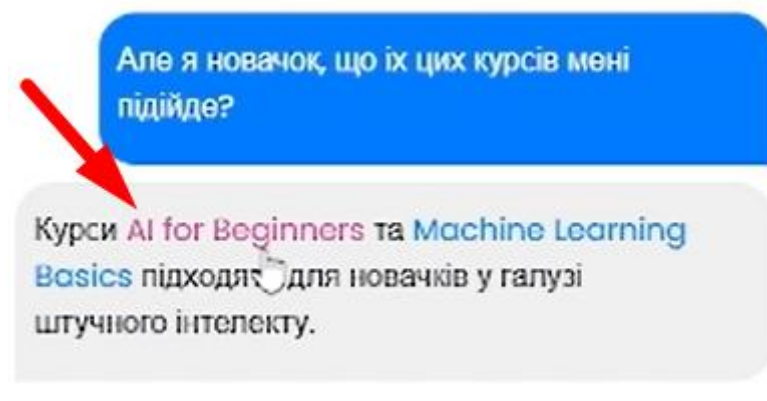 Але я новачок, що іх цих курсів мені
підійде?
Курси AI for Beginners та Machine Learning
Basics підходять для новачків у галузі
штучного інтелекту.